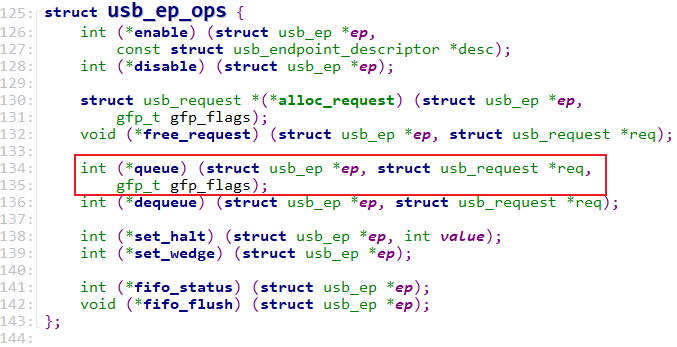 125: struct usb_ep_ops {
126: int (*enable) (struct usb_ep *ep,
127: const struct usb_endpoint_descriptor *desc);
128: int (*disable) (struct usb_ep *ep);
129:
130: struct usb_request *(*alloc_request) (struct usb_ep *ep,
131: gfp_t gfp_flags);
132: void (*free_request) (struct usb_ep *ep, struct usb_request *req);
133:
134: int (*queue) (struct usb_ep *ep, struct usb_request *req,
135: gfp_t gfp_flags);
136: int (*dequeue) (struct usb_ep *ep, struct usb_request *req);
137:
138: int (*set_halt) (struct usb_ep *ep, int value);
139: int (*set_wedge) (struct usb_ep *ep);
140:
141: int (*fifo_status) (struct usb_ep *ep);
142: void (*fifo_flush) (struct usb_ep *ep);
143: };
144: